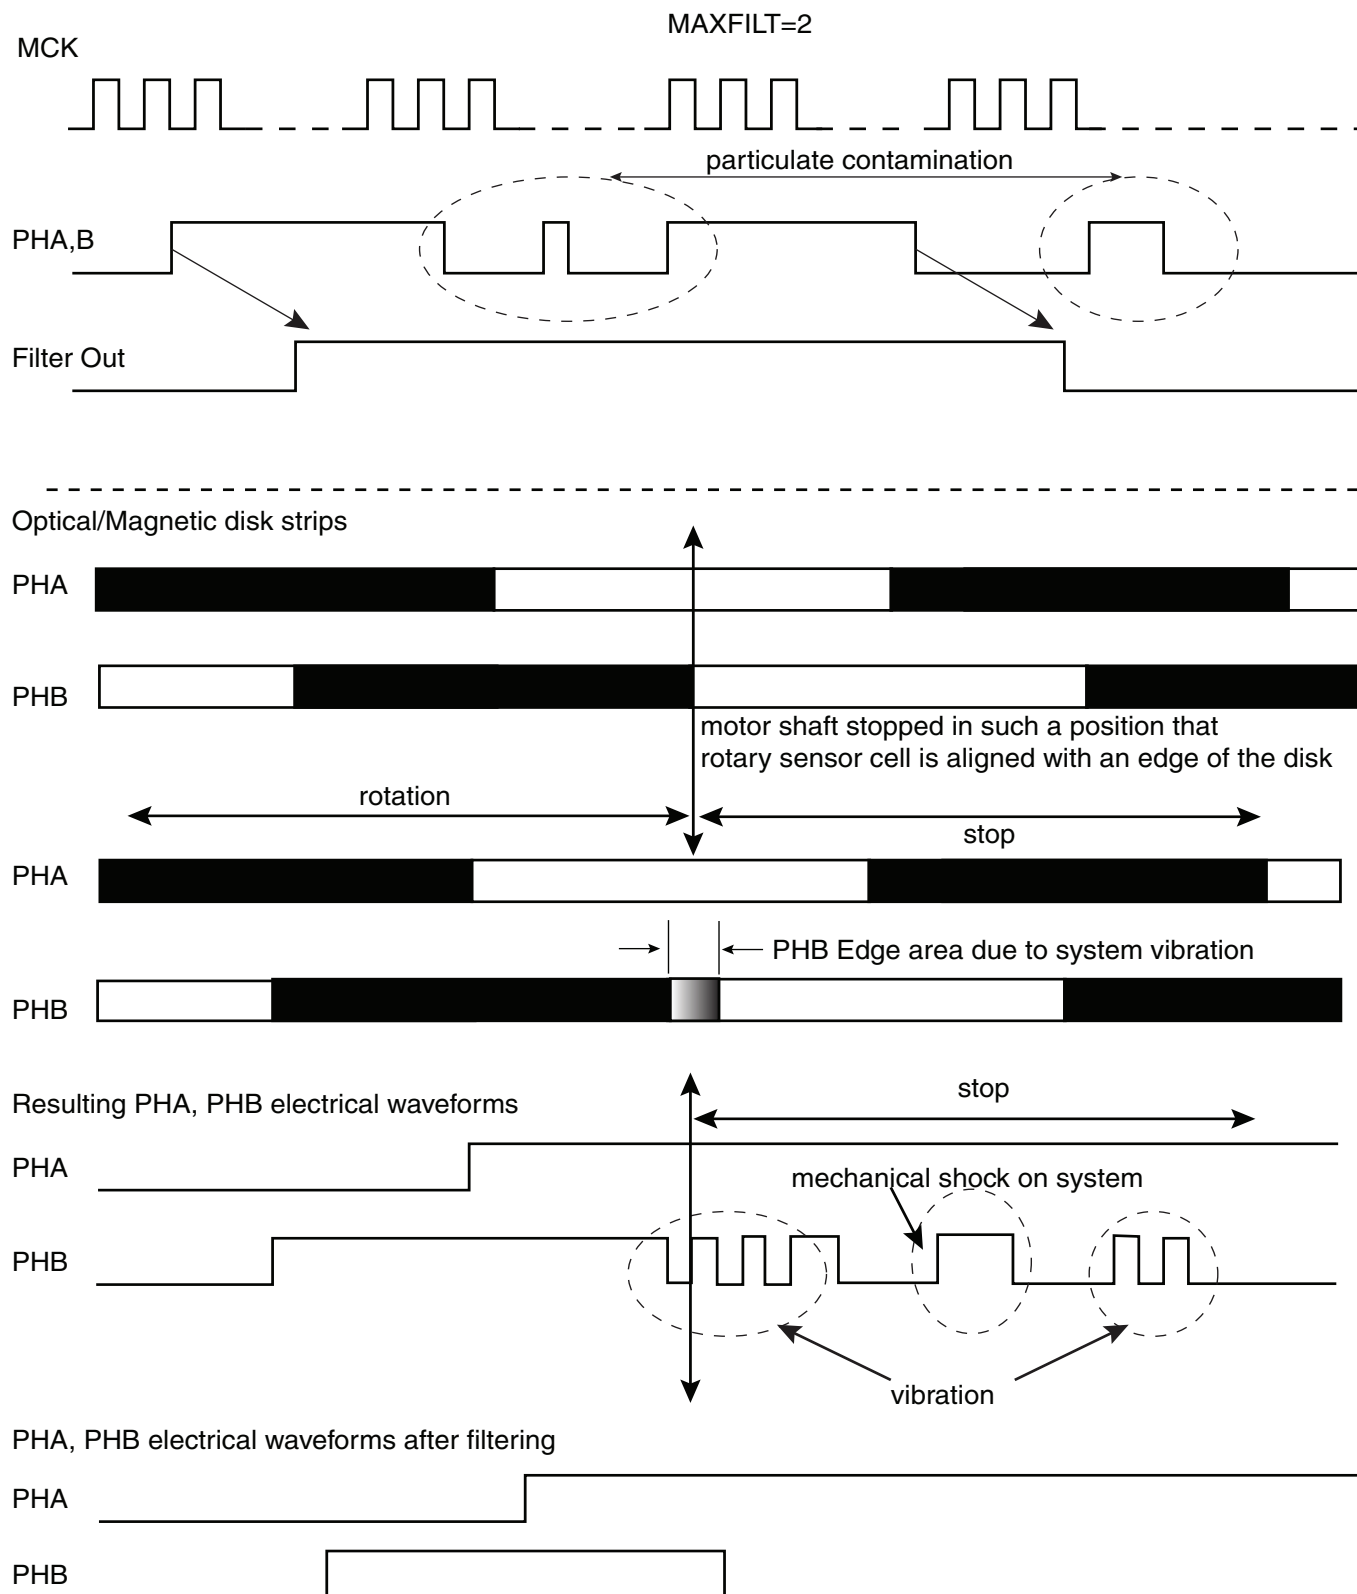 MAXFILT=2
MCK
particulate contamination
PHA,B
Filter Out
Optical/Magnetic disk strips
PHA
PHB
motor shaft stopped in such a position that
rotary sensor cell is aligned with an edge of the disk
rotation
stop
PHA
PHB Edge area due to system vibration
PHB
stop
Resulting PHA, PHB electrical waveforms
PHA
mechanical shock on system
PHB
vibration
PHA, PHB electrical waveforms after filtering
PHA
PHB